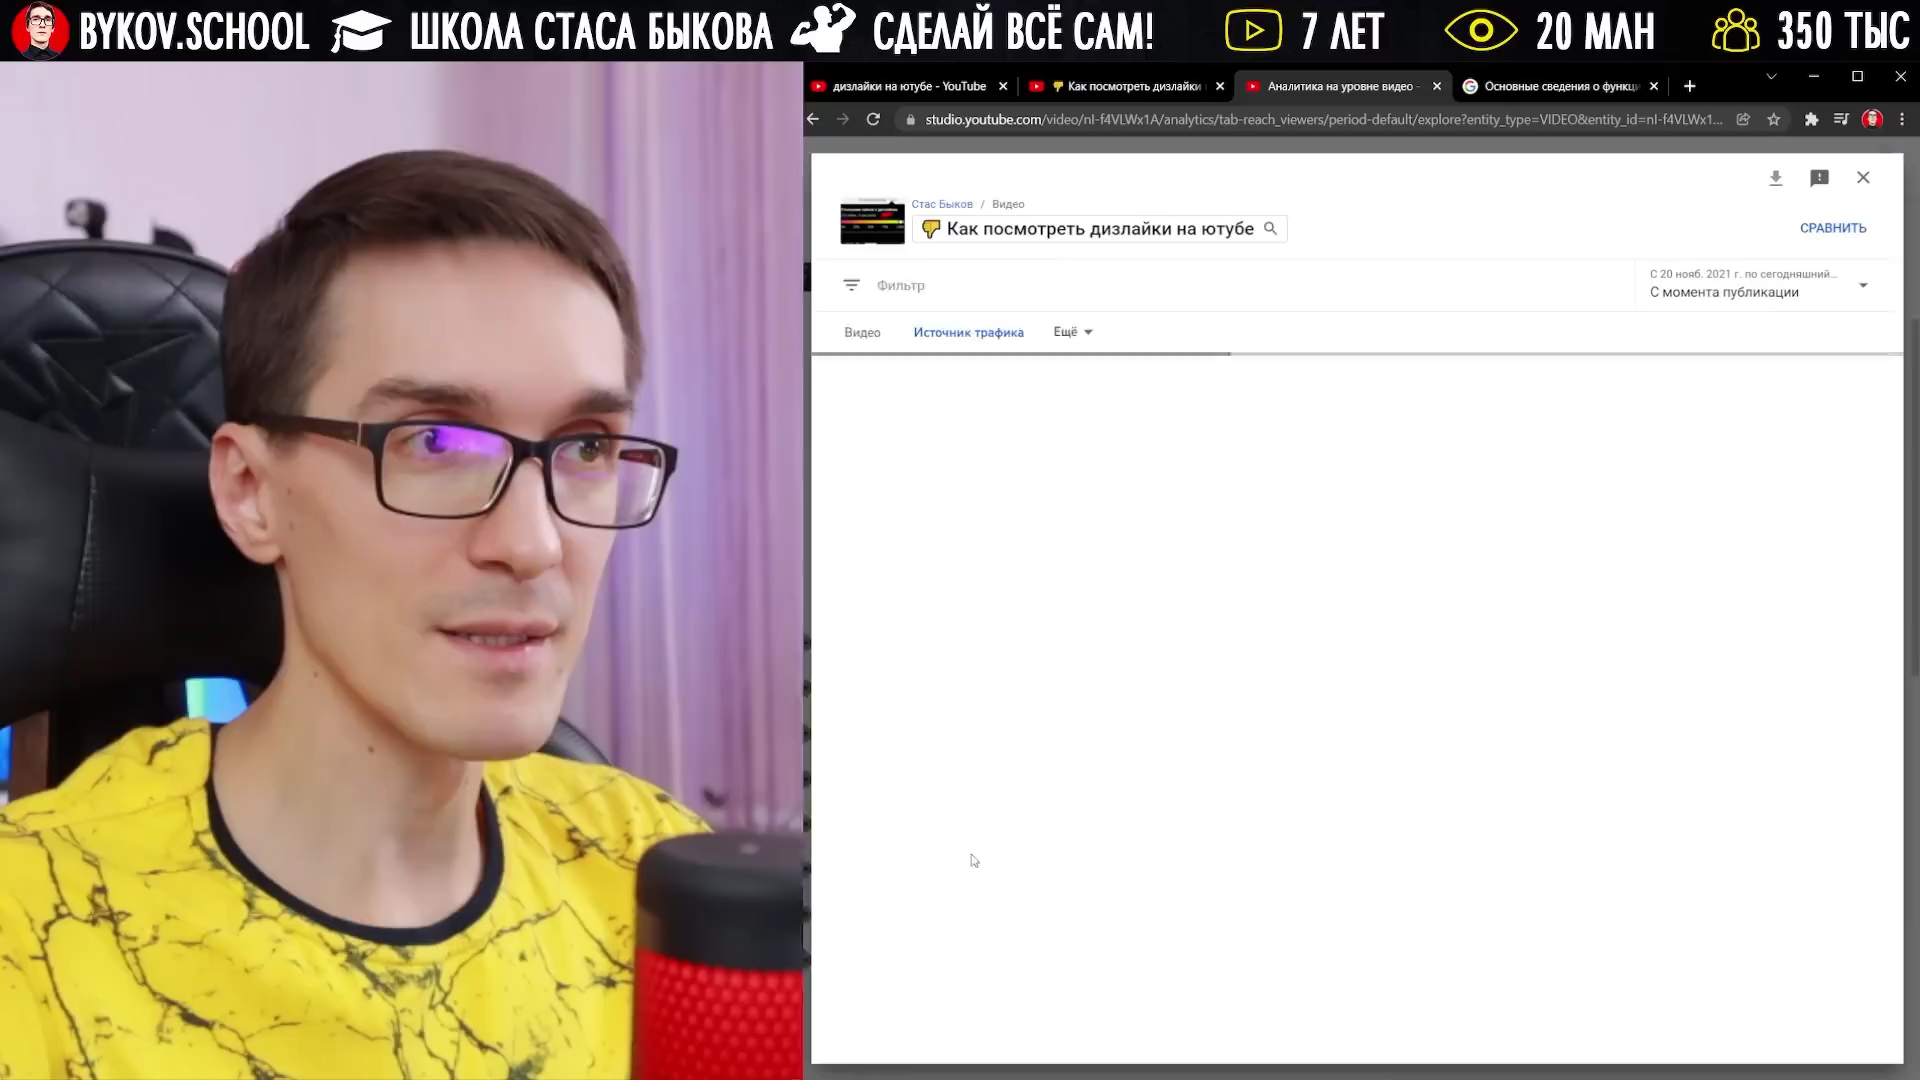 BYKOV.SCHOOL ШКОЛА СТАСА БЫКОВА СДЕЛАЙ ВСЁ САМ! 7 ЛЕТ 20 МЛН 350 ТЫС
дизлайки на ютубе - YouTube
Как посмотреть дизлайки
Аналитика на уровне видео -
Основные сведения о функци
studio.youtube.com/video/nI-f4VLWx1A/analytics/tab-reach_viewers/period-default/explore?entity_type=VIDEO&entity_id=nI-f4VLWx1...
Стас Быков / Видео
Как посмотреть дизлайки на ютубе
СРАВНИТЬ
Фильтр
С 20 нояб. 2021 г. по сегодняшний...
С момента публикации
Видео
Источник трафика
Ещё